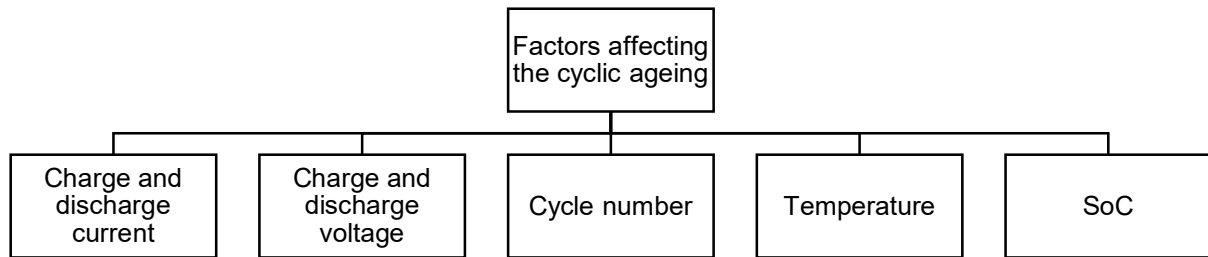 Factors affecting
the cyclic ageing
Charge and
discharge
current
Charge and
discharge
voltage
Cycle number
Temperature
SoC